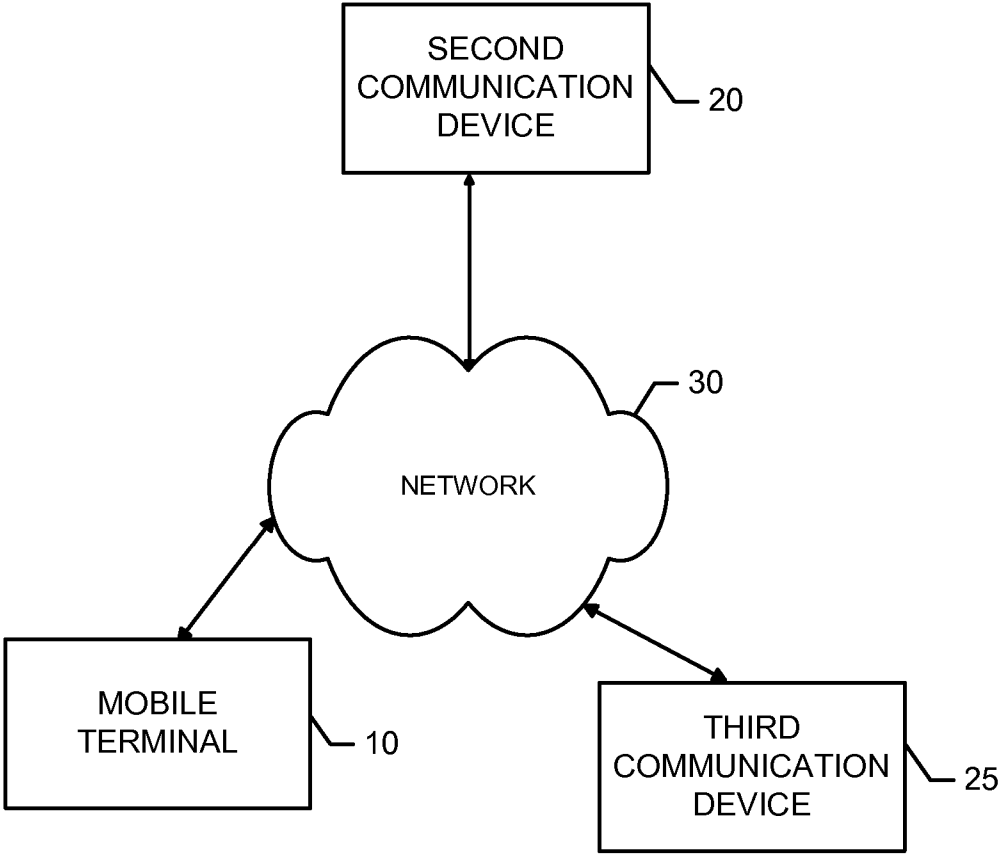 SECOND
COMMUNICATION
DEVICE
20
30
NETWORK
MOBILE
TERMINAL
10
THIRD
COMMUNICATION
DEVICE
25